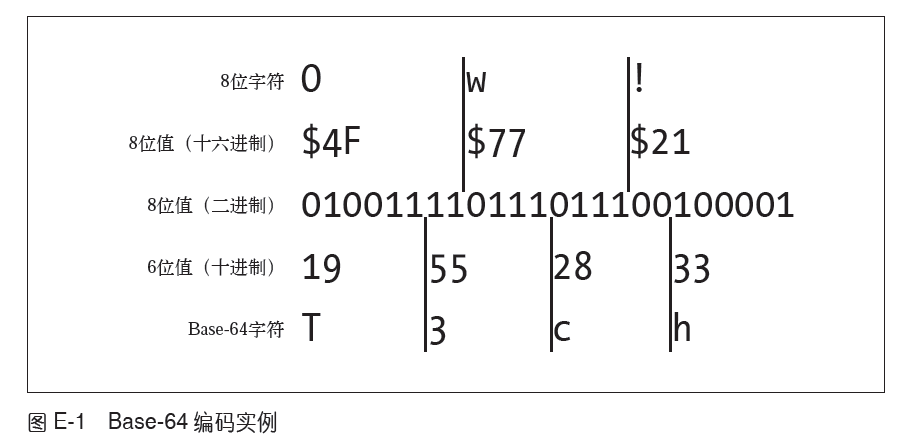 8位字符 O w !
8位值（十六进制） $4F $77 $21
8位值（二进制） 010011110111011100100001
6位值（十进制） 19 55 28 33
Base-64字符 T 3 c h
图 E-1 Base-64 编码实例